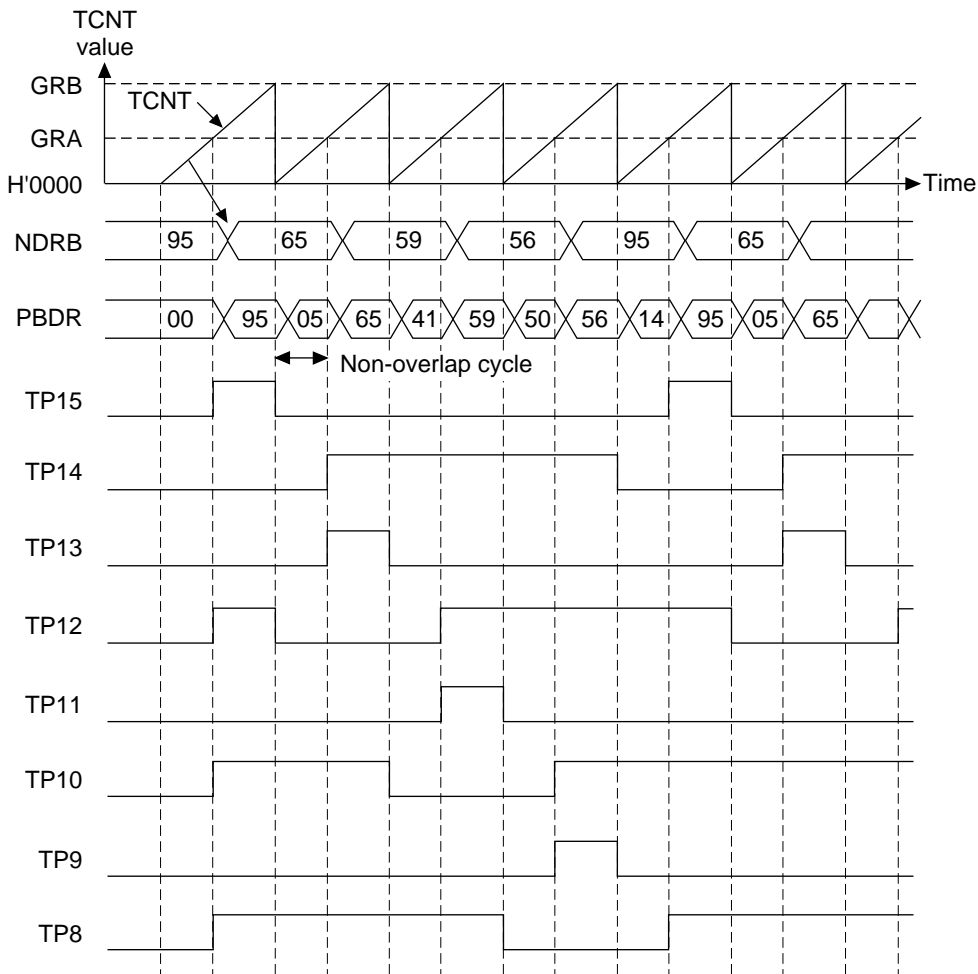 TCNT
value
GRB
TCNT
GRA
H'0000
Time
NDRB 95 65 59 56 95 65
PBDR 00 95 05 65 41 59 50 56 14 95 05 65
Non-overlap cycle
TP15
TP14
TP13
TP12
TP11
TP10
TP9
TP8